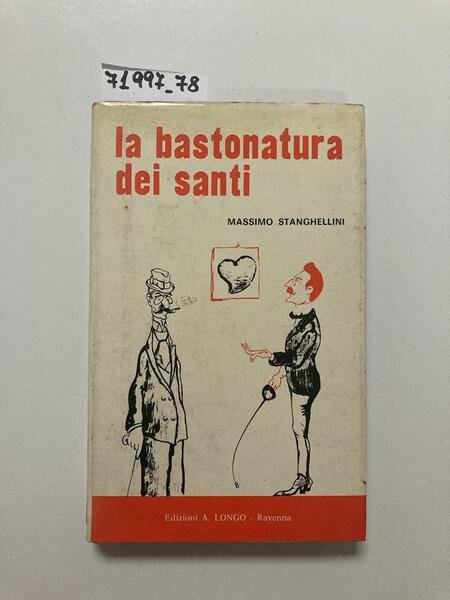 71997_78
la bastonatura
dei santi
MASSIMO STANGHELLINI
Edizioni A. LONGO - Ravenna